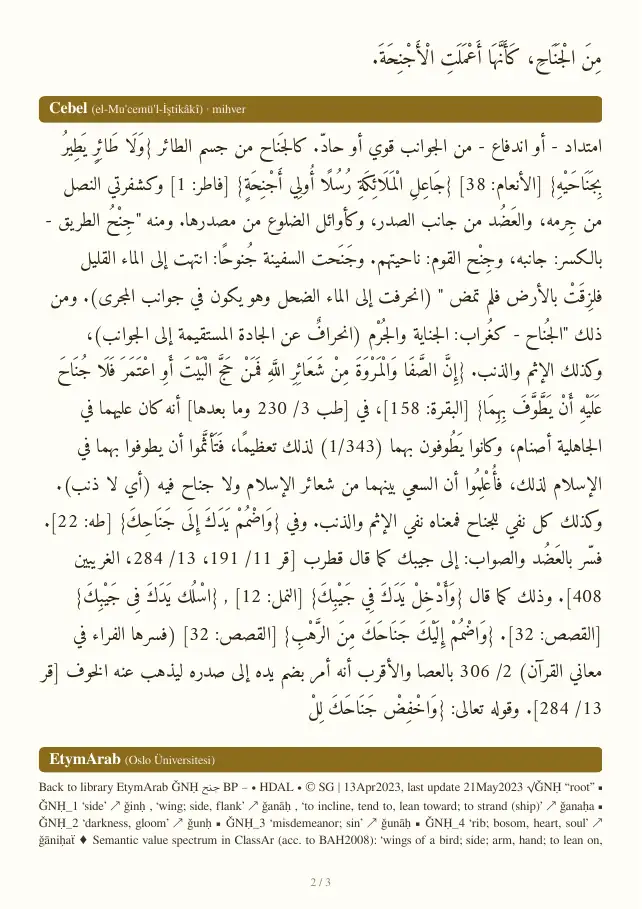 مِنَ الْجَنَاحِ، كَأَنَّهَا أَعْمَلَتِ الْأَجْنِحَةَ.
Cebel (el-Mu'cemü'l-İştikâkî) · mihver
امتداد - أو اندفاع - من الجوانب قوي أو حادّ. كالجَناح من جسم الطائر {وَلَا طَائِرٍ يَطِيرُ
بِجَنَاحَيْهِ} [الأنعام: 38] {جَاعِلِ الْمَلَائِكَةِ رُسُلًا أُولِي أَجْنِحَةٍ} [فاطر: 1] وكشفرتي النصل
من جِرمه، والعَضُد من جانب الصدر، وكأوائل الضلوع من مصدرها. ومنه "جِنْحُ الطريق -
بالكسر: جانبه، وجِنْح القوم: ناحيتهم. وجَنَحت السفينة جُنوحًا: انتهت إلى الماء القليل
فلزِقَتْ بالأرض فلم تمض " (انحرفت إلى الماء الضحل وهو يكون في جوانب المجرى). ومن
ذلك "الجُناح - كغُراب: الجناية والجُرْم (انحرافٌ عن الجادة المستقيمة إلى الجوانب)،
وكذلك الإثم والذنب. {إِنَّ الصَّفَا وَالْمَرْوَةَ مِنْ شَعَائِرِ اللَّهِ فَمَنْ حَجَّ الْبَيْتَ أَوِ اعْتَمَرَ فَلَا جُنَاحَ
عَلَيْهِ أَنْ يَطَّوَّفَ بِهِمَا} [البقرة: 158]، في [طب 3/ 230 وما بعدها] أنه كان عليهما في
الجاهلية أصنام، وكانوا يَطُوفون بهما (1/343) لذلك تعظيمًا، فَتَأثَّموا أن يطوفوا بهما في
الإسلام لذلك، فأُعْلِمُوا أن السعي بينهما من شعائر الإسلام ولا جناح فيه (أي لا ذنب).
وكذلك كل نفي للجناح فمعناه نفي الإثم والذنب. وفي {وَاضْمُمْ يَدَكَ إِلَى جَنَاحِكَ} [طه: 22].
فسّر بالعَضُد والصواب: إلى جيبك كما قال قطرب [قر 11/ 191، 13/ 284، الغريبين
408]. وذلك كما قال {وَأَدْخِلْ يَدَكَ فِي جَيْبِكَ} [النمل: 12] , {اسْلُك يَدَكَ فِى جَيْبِكَ}
[القصص: 32]. {وَاضْمُمْ إِلَيْكَ جَنَاحَكَ مِنَ الرَّهْبِ} [القصص: 32] (فسرها الفراء في
معاني القرآن) 2/ 306 بالعصا والأقرب أنه أمر بضم يده إلى صدره ليذهب عنه الخوف [قر
13/ 284]. وقوله تعالى: {وَاخْفِضْ جَنَاحَكَ لِلْ
EtymArab (Oslo Üniversitesi)
Back to library EtymArab ǦNḤ جنح BP – • HDAL • © SG | 13Apr2023, last update 21May2023 √ǦNḤ “root” ▪
ǦNḤ_1 ‘side’ ↗ ǧinḥ , ‘wing; side, flank’ ↗ ǧanāḥ , ‘to incline, tend to, lean toward; to strand (ship)’ ↗ ǧanaḥa ▪
ǦNḤ_2 ‘darkness, gloom’ ↗ ǧunḥ ▪ ǦNḤ_3 ‘misdemeanor; sin’ ↗ ǧunāḥ ▪ ǦNḤ_4 ‘rib; bosom, heart, soul’ ↗
ǧāniḥaẗ ♦ Semantic value spectrum in ClassAr (acc. to BAH2008): ‘wings of a bird; side; arm, hand; to lean on,
2 / 3